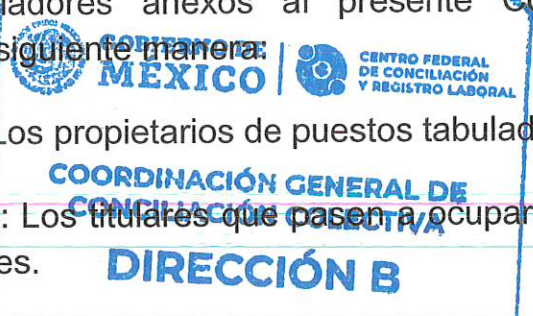 adores anexos al presente
siguiente manera:
GOBIERNO DE
MÉXICO
CENTRO FEDERAL
DE CONCILIACIÓN
Y REGISTRO LABORAL
Los propietarios de puestos tabulad
COORDINACIÓN GENERAL DE
CONCILIACIÓN COLECTIVA
: Los titulares que pasen a ocupar
es.
DIRECCIÓN B